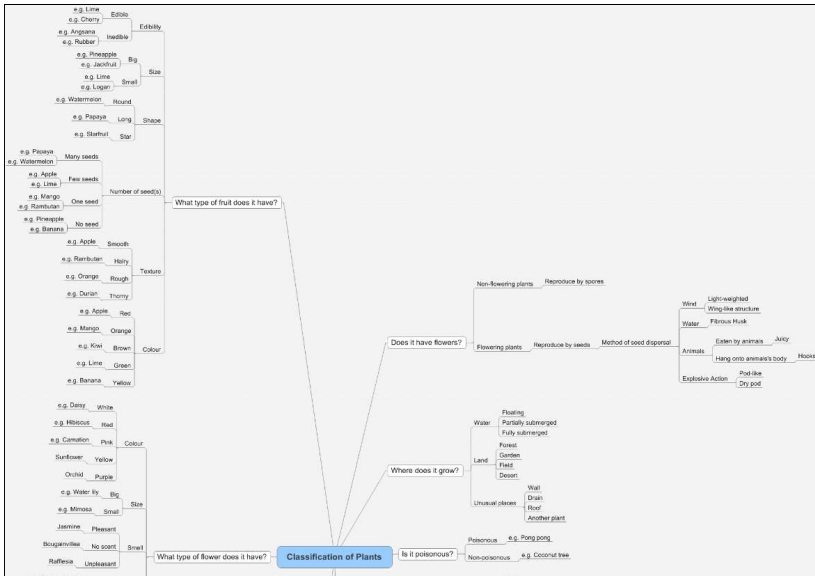 e.g. Lime
Edible
e.g. Cherry
Edibility
e.g. Angsana
Inedible
e.g. Rubber
e.g. Pineapple
Big
e.g. Jackfruit
Size
e.g. Lime
Small
e.g. Logan
e.g. Watermelon
Round
e.g. Papaya
Long
Shape
e.g. Starfruit
Star
e.g. Papaya
Many seeds
e.g. Watermelon
e.g. Apple
Few seeds
e.g. Lime
Number of seed(s)
e.g. Mango
One seed
e.g. Rambutan
e.g. Pineapple
No seed
e.g. Banana
What type of fruit does it have?
e.g. Apple
Smooth
e.g. Rambutan
Hairy
Texture
e.g. Orange
Rough
e.g. Durian
Thorny
e.g. Apple
Red
e.g. Mango
Orange
e.g. Kiwi
Brown
Colour
e.g. Lime
Green
e.g. Banana
Yellow
Does it have flowers?
Non-flowering plants
Reproduce by spores
Flowering plants
Reproduce by seeds
Method of seed dispersal
Wind
Light-weighted
Wing-like structure
Water
Fibrous Husk
Animals
Eaten by animals
Juicy
Hang onto animals's body
Hooks
Explosive Action
Pod-like
Dry pod
Where does it grow?
Water
Floating
Partially submerged
Fully submerged
Land
Forest
Garden
Field
Desert
Unusual places
Wall
Drain
Roof
Another plant
e.g. Daisy
White
e.g. Hibiscus
Red
e.g. Carnation
Pink
Colour
Sunflower
Yellow
Orchid
Purple
e.g. Water lily
Big
Size
e.g. Mimosa
Small
Jasmine
Pleasant
Bougainvillea
No scent
Smell
Rafflesia
Unpleasant
What type of flower does it have?
Classification of Plants
Is it poisonous?
Poisonous
e.g. Pong pong
Non-poisonous
e.g. Coconut tree